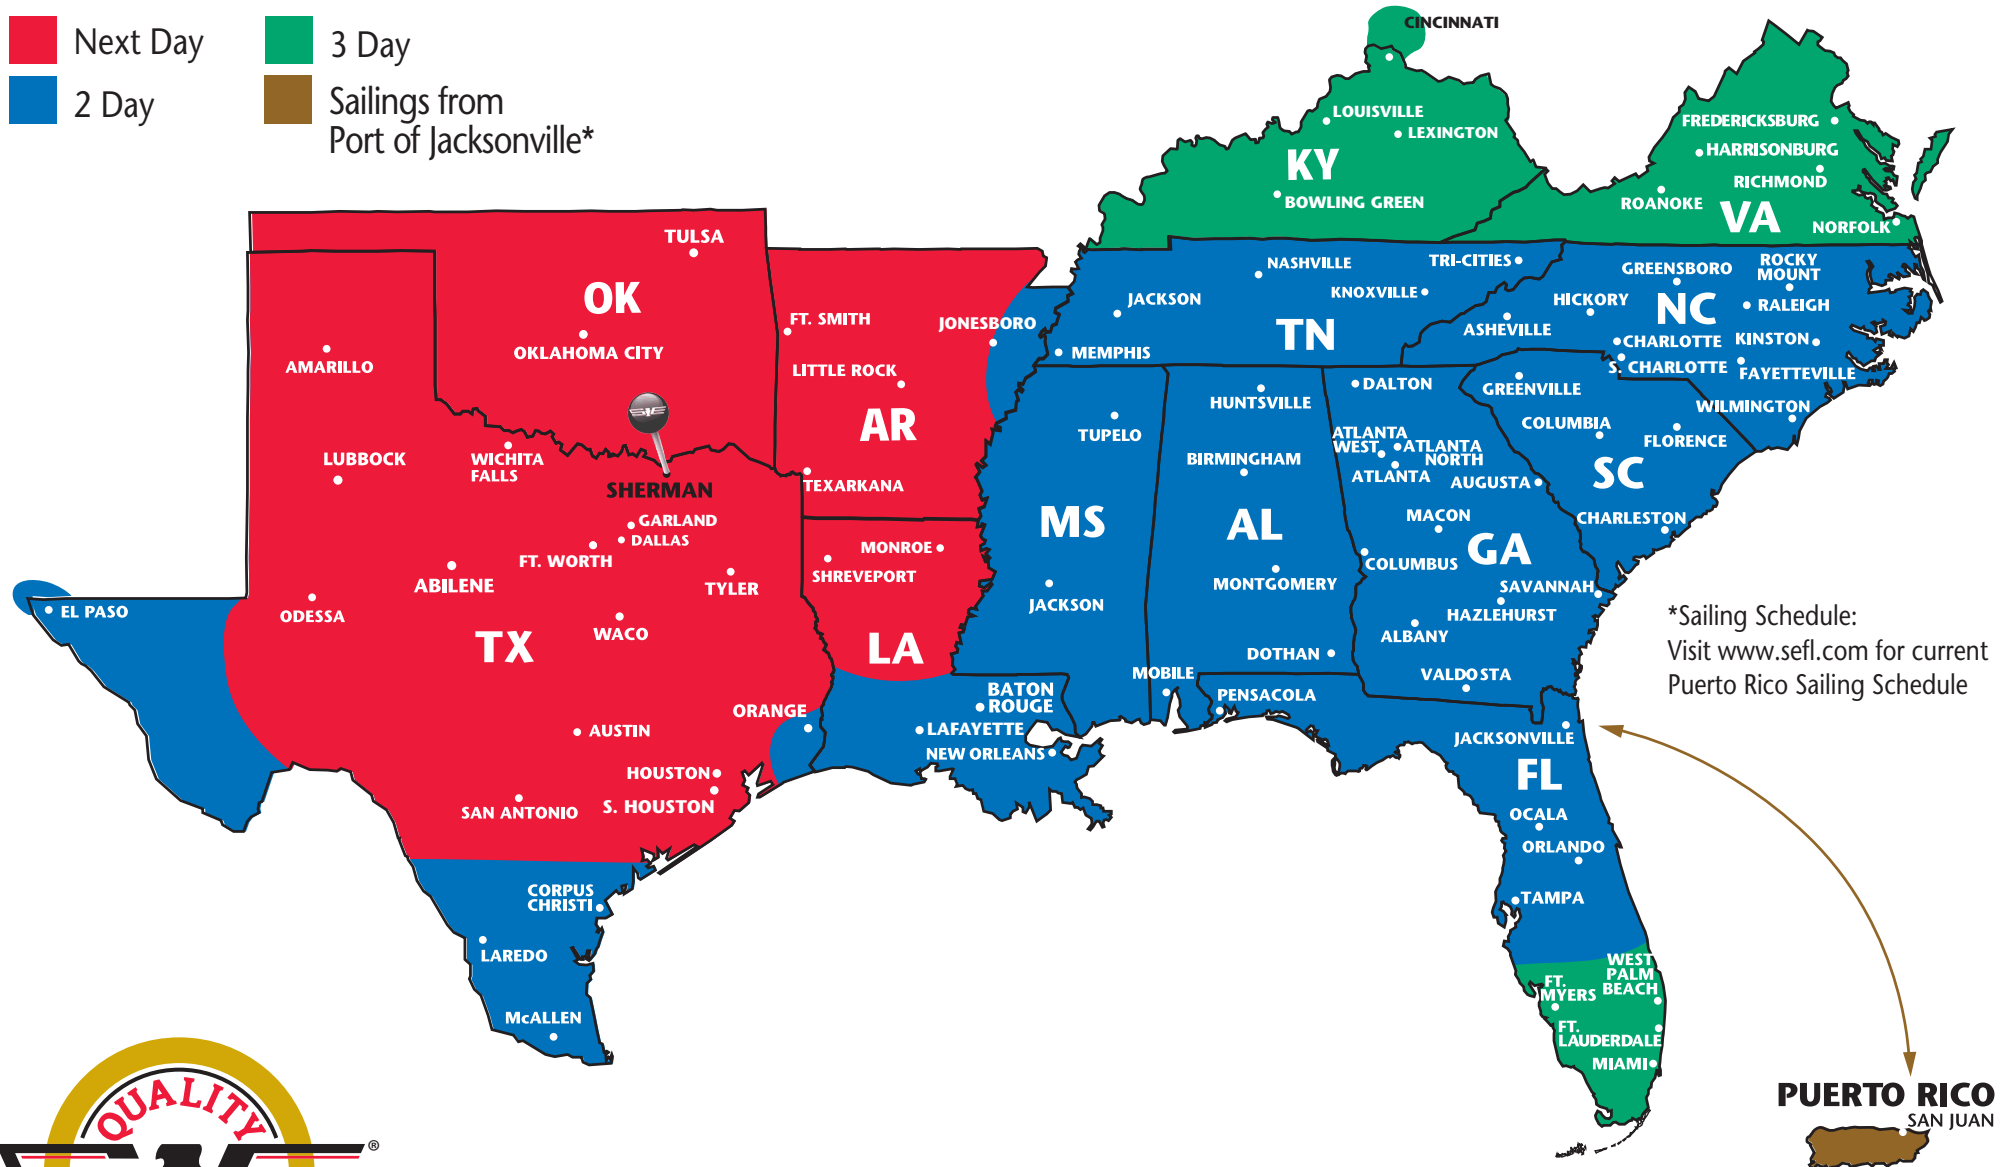 Next Day
3 Day
2 Day
Sailings from
Port of Jacksonville*
CINCINNATI
LOUISVILLE
LEXINGTON
KY
BOWLING GREEN
FREDERICKSBURG
HARRISONBURG
RICHMOND
ROANOKE
VA
NORFOLK
TULSA
OK
OKLAHOMA CITY
AMARILLO
LUBBOCK
WICHITA
FALLS
SHERMAN
GARLAND
DALLAS
FT. WORTH
ABILENE
TYLER
ODESSA
WACO
EL PASO
TX
AUSTIN
ORANGE
HOUSTON
S. HOUSTON
SAN ANTONIO
CORPUS
CHRISTI
LAREDO
McALLEN
FT. SMITH
JONESBORO
LITTLE ROCK
AR
TEXARKANA
MONROE
SHREVEPORT
LA
BATON
ROUGE
LAFAYETTE
NEW ORLEANS
NASHVILLE
TRI-CITIES
JACKSON
KNOXVILLE
TN
MEMPHIS
GREENSBORO
ROCKY
MOUNT
HICKORY
NC
RALEIGH
ASHEVILLE
CHARLOTTE
KINSTON
S. CHARLOTTE
FAYETTEVILLE
WILMINGTON
GREENVILLE
COLUMBIA
FLORENCE
SC
CHARLESTON
TUPELO
MS
JACKSON
HUNTSVILLE
BIRMINGHAM
AL
MONTGOMERY
DOTHAN
MOBILE
DALTON
ATLANTA
WEST
ATLANTA
NORTH
ATLANTA
AUGUSTA
MACON
GA
COLUMBUS
SAVANNAH
HAZLEHURST
ALBANY
VALDOSTA
PENSACOLA
JACKSONVILLE
FL
OCALA
ORLANDO
TAMPA
WEST
PALM
BEACH
FT.
MYERS
FT.
LAUDERDALE
MIAMI
*Sailing Schedule:
Visit www.sefl.com for current
Puerto Rico Sailing Schedule
PUERTO RICO
SAN JUAN
QUALITY
®